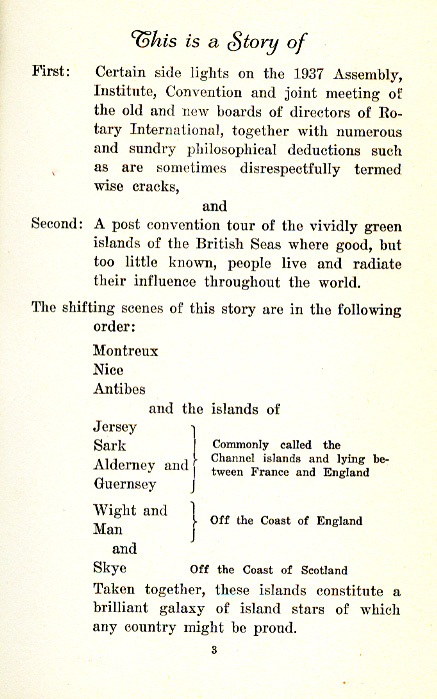 This is a Story of
First: Certain side lights on the 1937 Assembly,
Institute, Convention and joint meeting of
the old and new boards of directors of Ro-
tary International, together with numerous
and sundry philosophical deductions such
as are sometimes disrespectfully termed
wise cracks,
and
Second: A post convention tour of the vividly green
islands of the British Seas where good, but
too little known, people live and radiate
their influence throughout the world.
The shifting scenes of this story are in the following
order:
Montreux
Nice
Antibes
and the islands of
Jersey
Sark
Alderney and
Guernsey
Commonly called the
Channel islands and lying be-
tween France and England
Wight and
Man
Off the Coast of England
and
Skye Off the Coast of Scotland
Taken together, these islands constitute a
brilliant galaxy of island stars of which
any country might be proud.
3